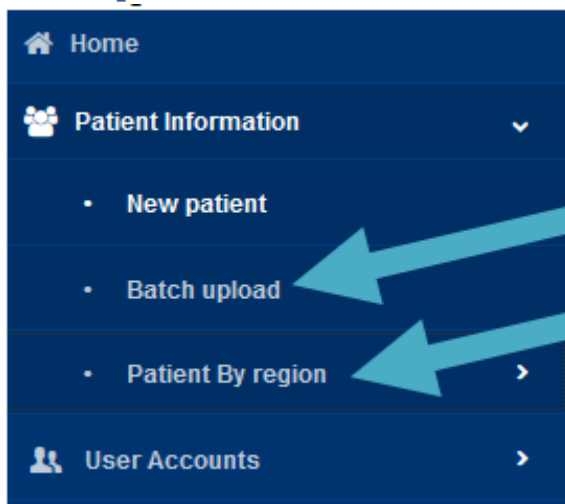 Home
Patient Information
New patient
Batch upload
Patient By region
User Accounts